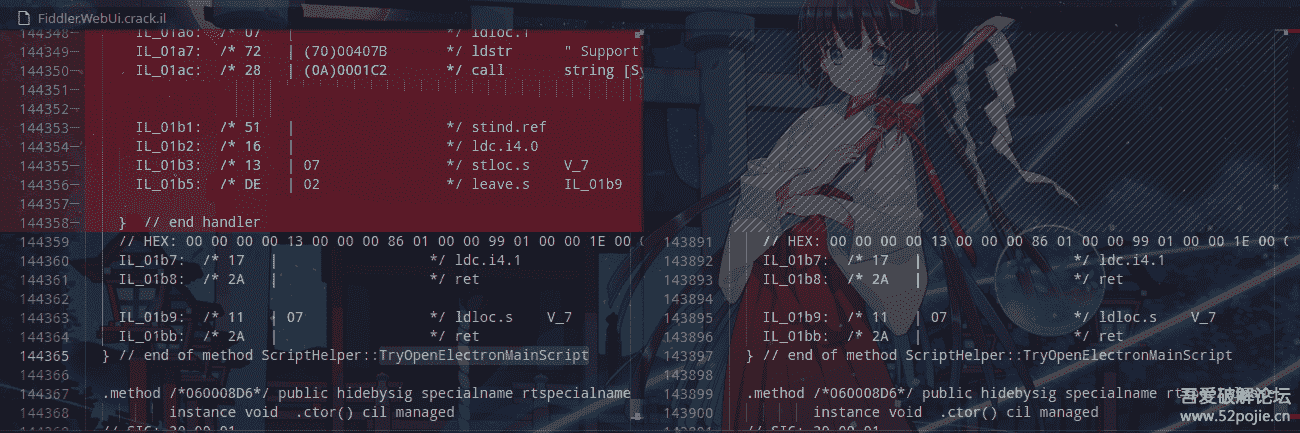 Fiddler.WebUi.crack.il
144348 IL_01a6: /* 07 | */ ldloc.1
144349 IL_01a7: /* 72 | (70)00407B */ ldstr " Support
144350 IL_01ac: /* 28 | (0A)0001C2 */ call string [Sy
144351
144352
144353 IL_01b1: /* 51 | */ stind.ref
144354 IL_01b2: /* 16 | */ ldc.i4.0
144355 IL_01b3: /* 13 | 07 */ stloc.s V_7
144356 IL_01b5: /* DE | 02 */ leave.s IL_01b9
144357
144358 } // end handler
144359 // HEX: 00 00 00 00 13 00 00 00 86 01 00 00 99 01 00 00 1E 00 0
144360 IL_01b7: /* 17 | */ ldc.i4.1
144361 IL_01b8: /* 2A | */ ret
144362
144363 IL_01b9: /* 11 | 07 */ ldloc.s V_7
144364 IL_01bb: /* 2A | */ ret
144365 } // end of method ScriptHelper::TryOpenElectronMainScript
144366
144367 .method /*060008D6*/ public hidebysig specialname rtspecialname
144368 instance void .ctor() cil managed
143891 // HEX: 00 00 00 00 13 00 00 00 86 01 00 00 99 01 00 00 1E 00 0
143892 IL_01b7: /* 17 | */ ldc.i4.1
143893 IL_01b8: /* 2A | */ ret
143894
143895 IL_01b9: /* 11 | 07 */ ldloc.s V_7
143896 IL_01bb: /* 2A | */ ret
143897 } // end of method ScriptHelper::TryOpenElectronMainScript
143898
143899 .method /*060008D6*/ public hidebysig specialname
143900 instance void .ctor() cil managed
吾爱破解论坛
www.52pojie.cn